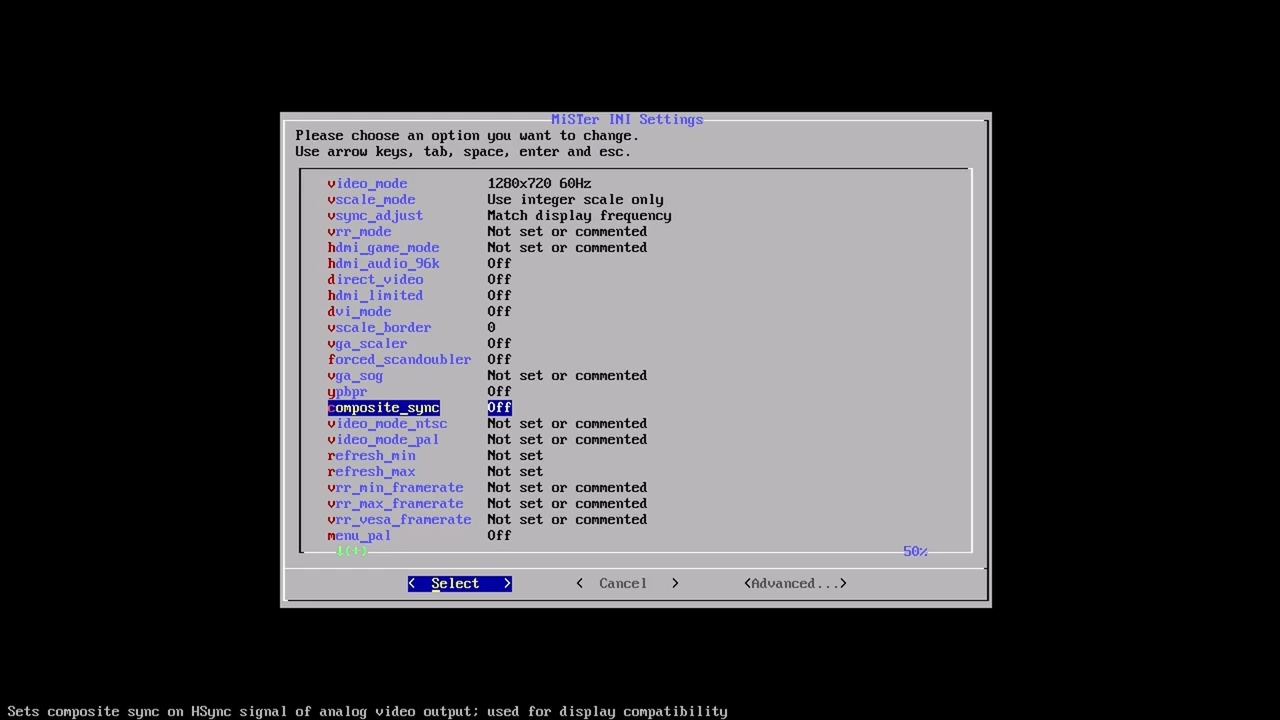 MiSTer INI Settings
Please choose an option you want to change.
Use arrow keys, tab, space, enter and esc.
video_mode 1280x720 60Hz
vscale_mode Use integer scale only
vsync_adjust Match display frequency
vrr_mode Not set or commented
hdmi_game_mode Not set or commented
hdmi_audio_96k Off
direct_video Off
hdmi_limited Off
dvi_mode Off
vscale_border 0
vga_scaler Off
forced_scandoubler Off
vga_sog Not set or commented
ypbpr Off
composite_sync Off
video_mode_ntsc Not set or commented
video_mode_pal Not set or commented
refresh_min Not set
refresh_max Not set
vrr_min_framerate Not set or commented
vrr_max_framerate Not set or commented
vrr_vesa_framerate Not set or commented
menu_pal Off
↓(+) 50%
< Select > < Cancel > <Advanced...>
Sets composite sync on HSync signal of analog video output; used for display compatibility